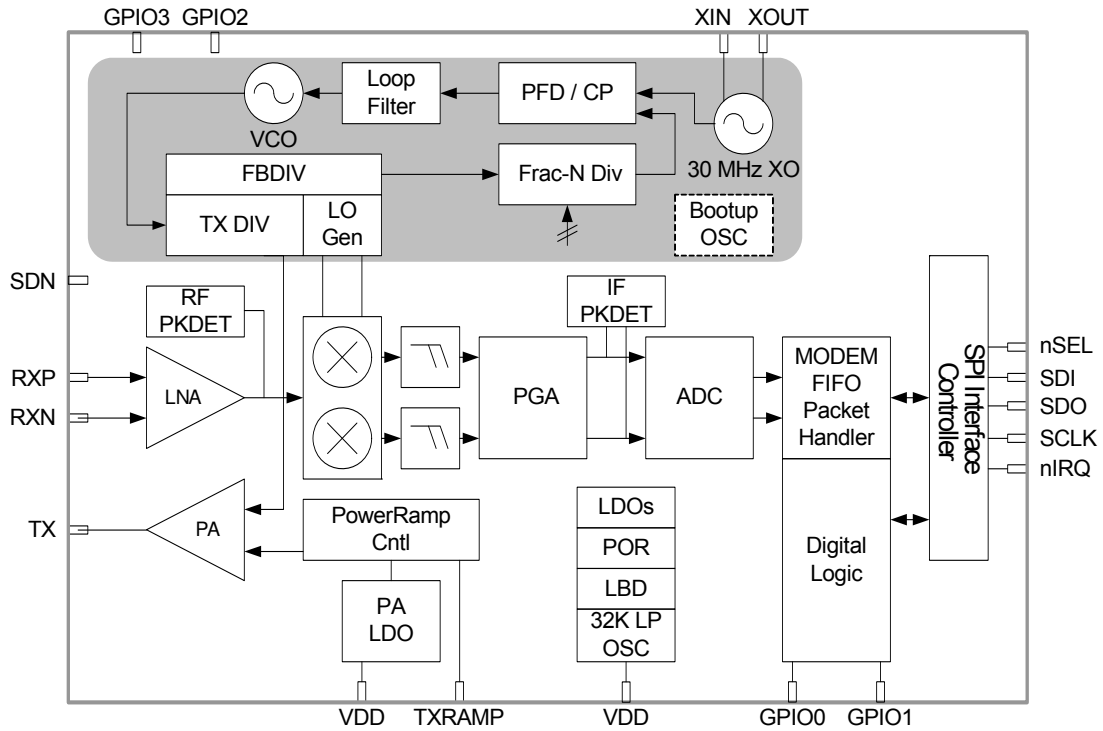 GPIO3 GPIO2
XIN XOUT
Loop
Filter
PFD / CP
VCO
30 MHz XO
FBDIV
Frac-N Div
TX DIV
LO
Gen
Bootup
OSC
SDN
RF
PKDET
IF
PKDET
RXP
RXN
LNA
PGA
ADC
MODEM
FIFO
Packet
Handler
SPI Interface
Controller
nSEL
SDI
SDO
SCLK
nIRQ
TX
PA
PowerRamp
Cntl
PA
LDO
LDOs
POR
LBD
32K LP
OSC
Digital
Logic
VDD TXRAMP
VDD
GPIO0 GPIO1